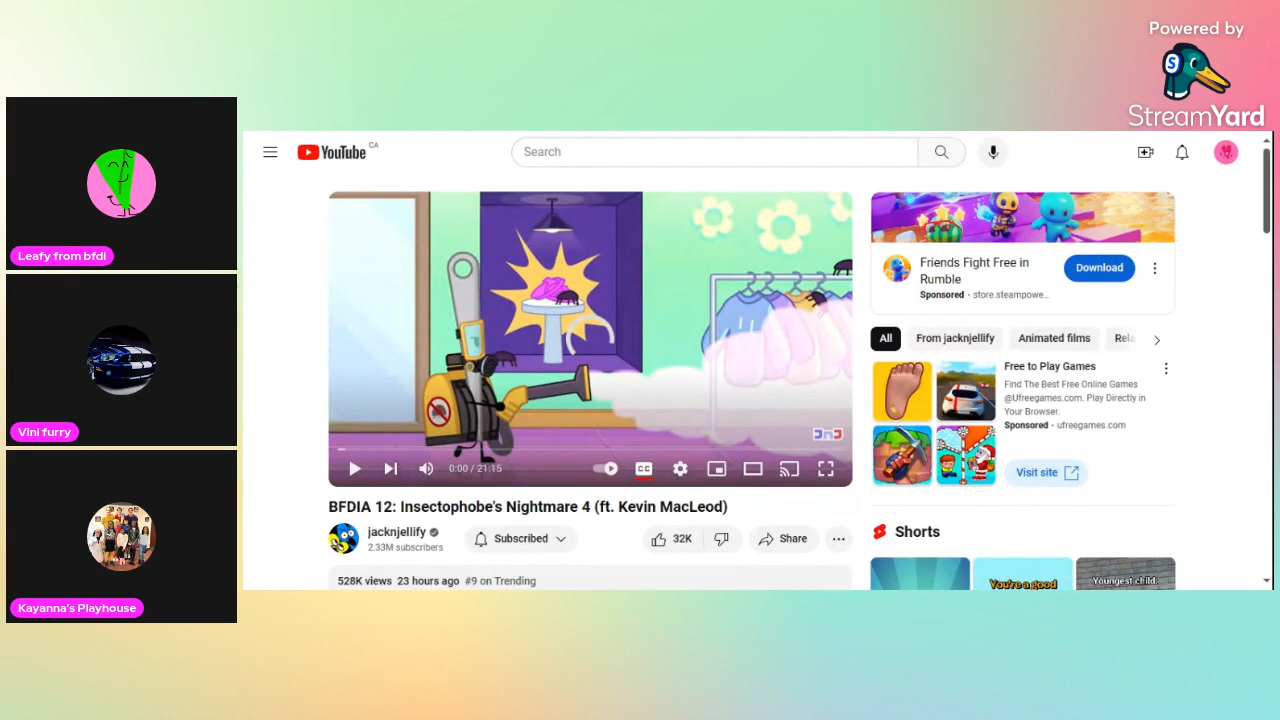 Powered by
StreamYard
Leafy from bfdi
Vini furry
Kayanna's Playhouse
YouTube CA
Search
0:00 / 21:15
CC
BFDIA 12: Insectophobe's Nightmare 4 (ft. Kevin MacLeod)
jacknjellify
2.33M subscribers
Subscribed
32K
Share
528K views 23 hours ago #9 on Trending
Friends Fight Free in
Rumble
Sponsored · store.steampowe...
Download
All
From jacknjellify
Animated films
Rela
Free to Play Games
Find The Best Free Online Games
@Ufreegames.com. Play Directly in
Your Browser.
Sponsored · ufreegames.com
Visit site
Shorts
You're a good
Youngest child: